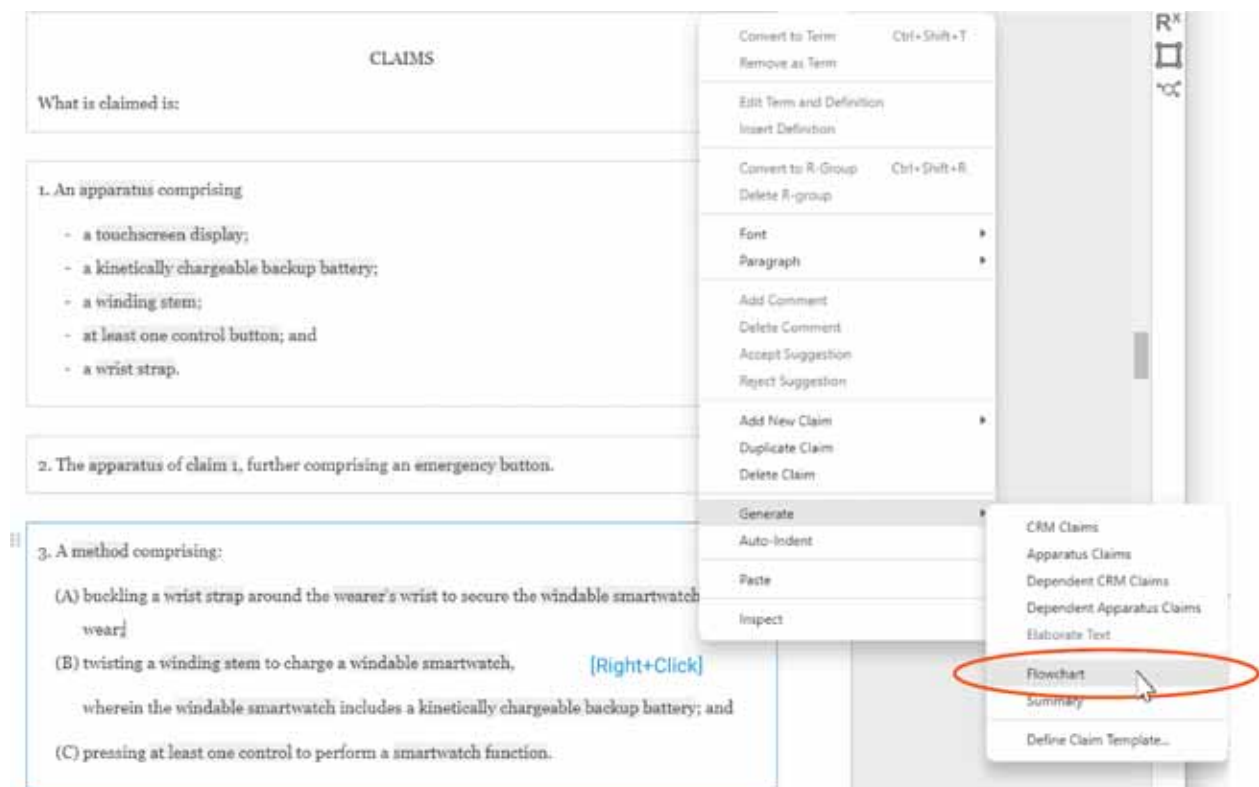 CLAIMS
What is claimed is:
1. An apparatus comprising
- a touchscreen display;
- a kinetically chargeable backup battery;
- a winding stem;
- at least one control button; and
- a wrist strap.
2. The apparatus of claim 1, further comprising an emergency button.
3. A method comprising:
(A) buckling a wrist strap around the wearer's wrist to secure the windable smartwatch
wear;
(B) twisting a winding stem to charge a windable smartwatch,
wherein the windable smartwatch includes a kinetically chargeable backup battery; and
(C) pressing at least one control to perform a smartwatch function.
[Right+Click]
Convert to Term Ctrl+Shift+T
Remove as Term
Edit Term and Definition
Insert Definition
Convert to R-Group Ctrl+Shift+R
Delete R-group
Font
Paragraph
Add Comment
Delete Comment
Accept Suggestion
Reject Suggestion
Add New Claim
Duplicate Claim
Delete Claim
Generate
Auto-Indent
Paste
Inspect
CRM Claims
Apparatus Claims
Dependent CRM Claims
Dependent Apparatus Claims
Elaborate Text
Flowchart
Summary
Define Claim Template...
Rx